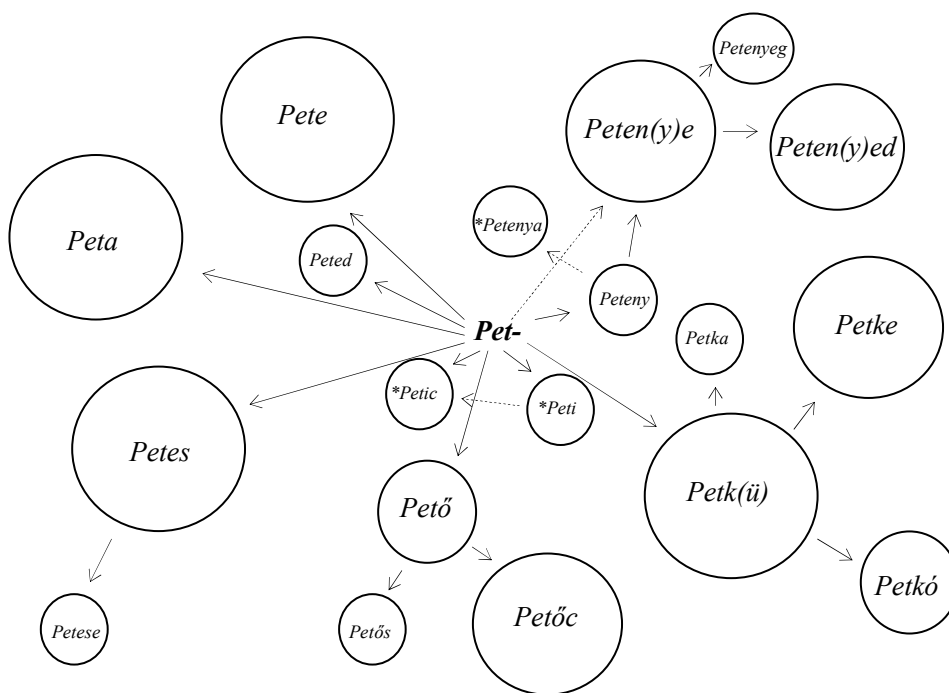 Petenyeg
Pete
Peten(y)e
Peten(y)ed
*Petenya
Peta
Peted
Peteny
Pet-
Petka
Petke
*Petic
*Peti
Petes
Petk(ü)
Pető
Petkó
Petőc
Petese
Petős